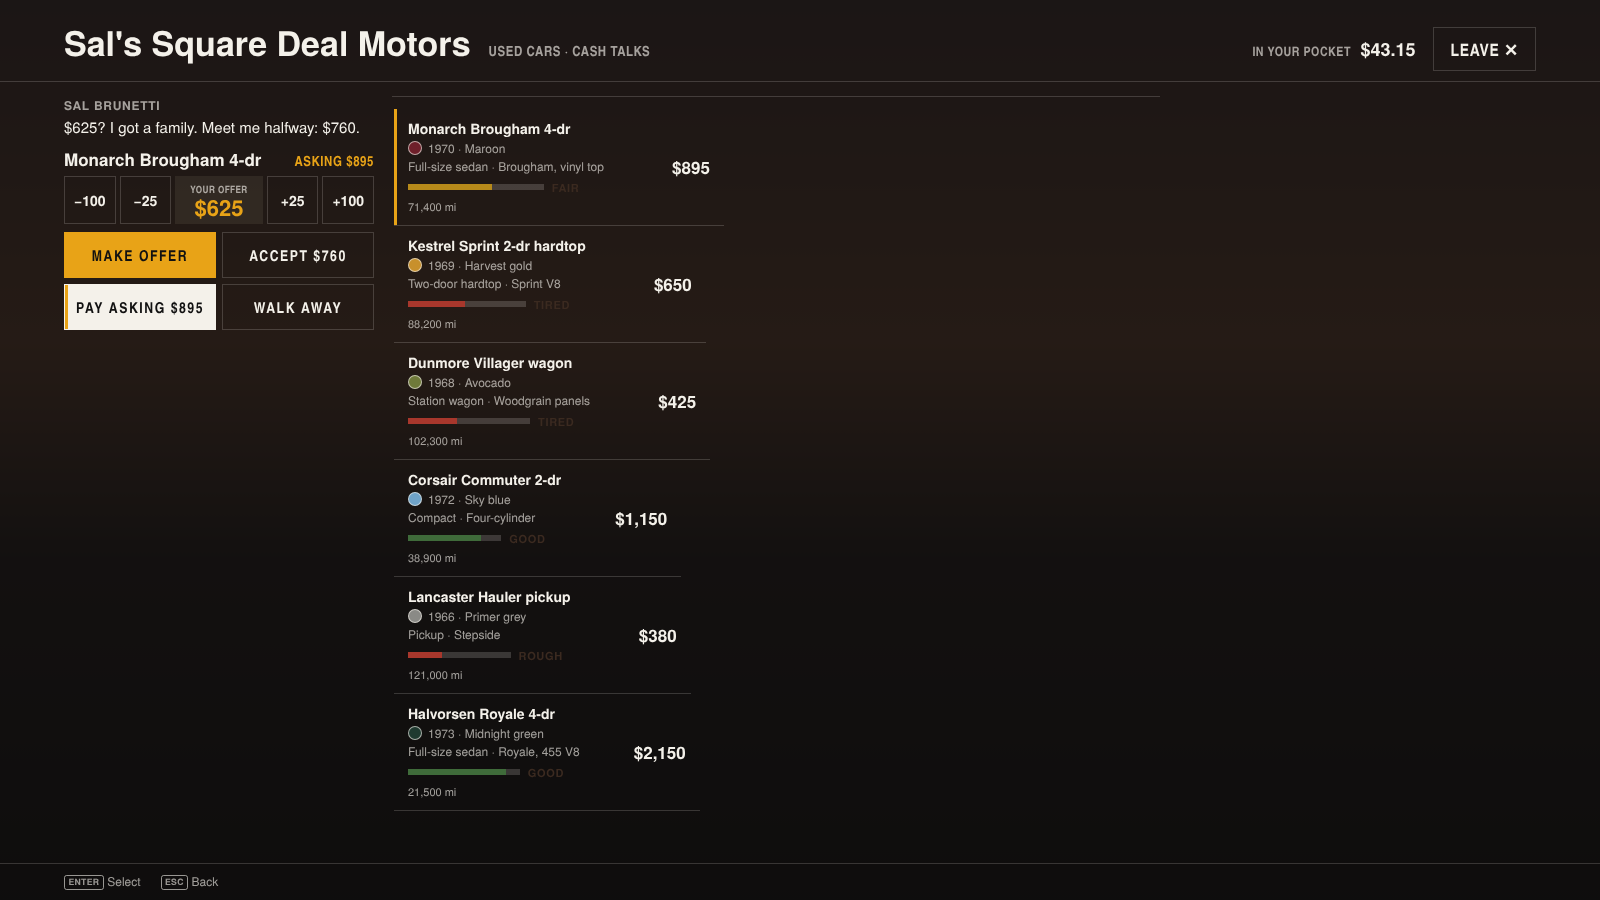 Sal's Square Deal Motors USED CARS · CASH TALKS
IN YOUR POCKET $43.15 LEAVE ✕
SAL BRUNETTI
$625? I got a family. Meet me halfway: $760.
Monarch Brougham 4-dr ASKING $895
−100 −25 YOUR OFFER $625 +25 +100
MAKE OFFER ACCEPT $760
PAY ASKING $895 WALK AWAY
Monarch Brougham 4-dr
1970 · Maroon
Full-size sedan · Brougham, vinyl top
$895
FAIR
71,400 mi
Kestrel Sprint 2-dr hardtop
1969 · Harvest gold
Two-door hardtop · Sprint V8
$650
TIRED
88,200 mi
Dunmore Villager wagon
1968 · Avocado
Station wagon · Woodgrain panels
$425
TIRED
102,300 mi
Corsair Commuter 2-dr
1972 · Sky blue
Compact · Four-cylinder
$1,150
GOOD
38,900 mi
Lancaster Hauler pickup
1966 · Primer grey
Pickup · Stepside
$380
ROUGH
121,000 mi
Halvorsen Royale 4-dr
1973 · Midnight green
Full-size sedan · Royale, 455 V8
$2,150
GOOD
21,500 mi
ENTER Select ESC Back